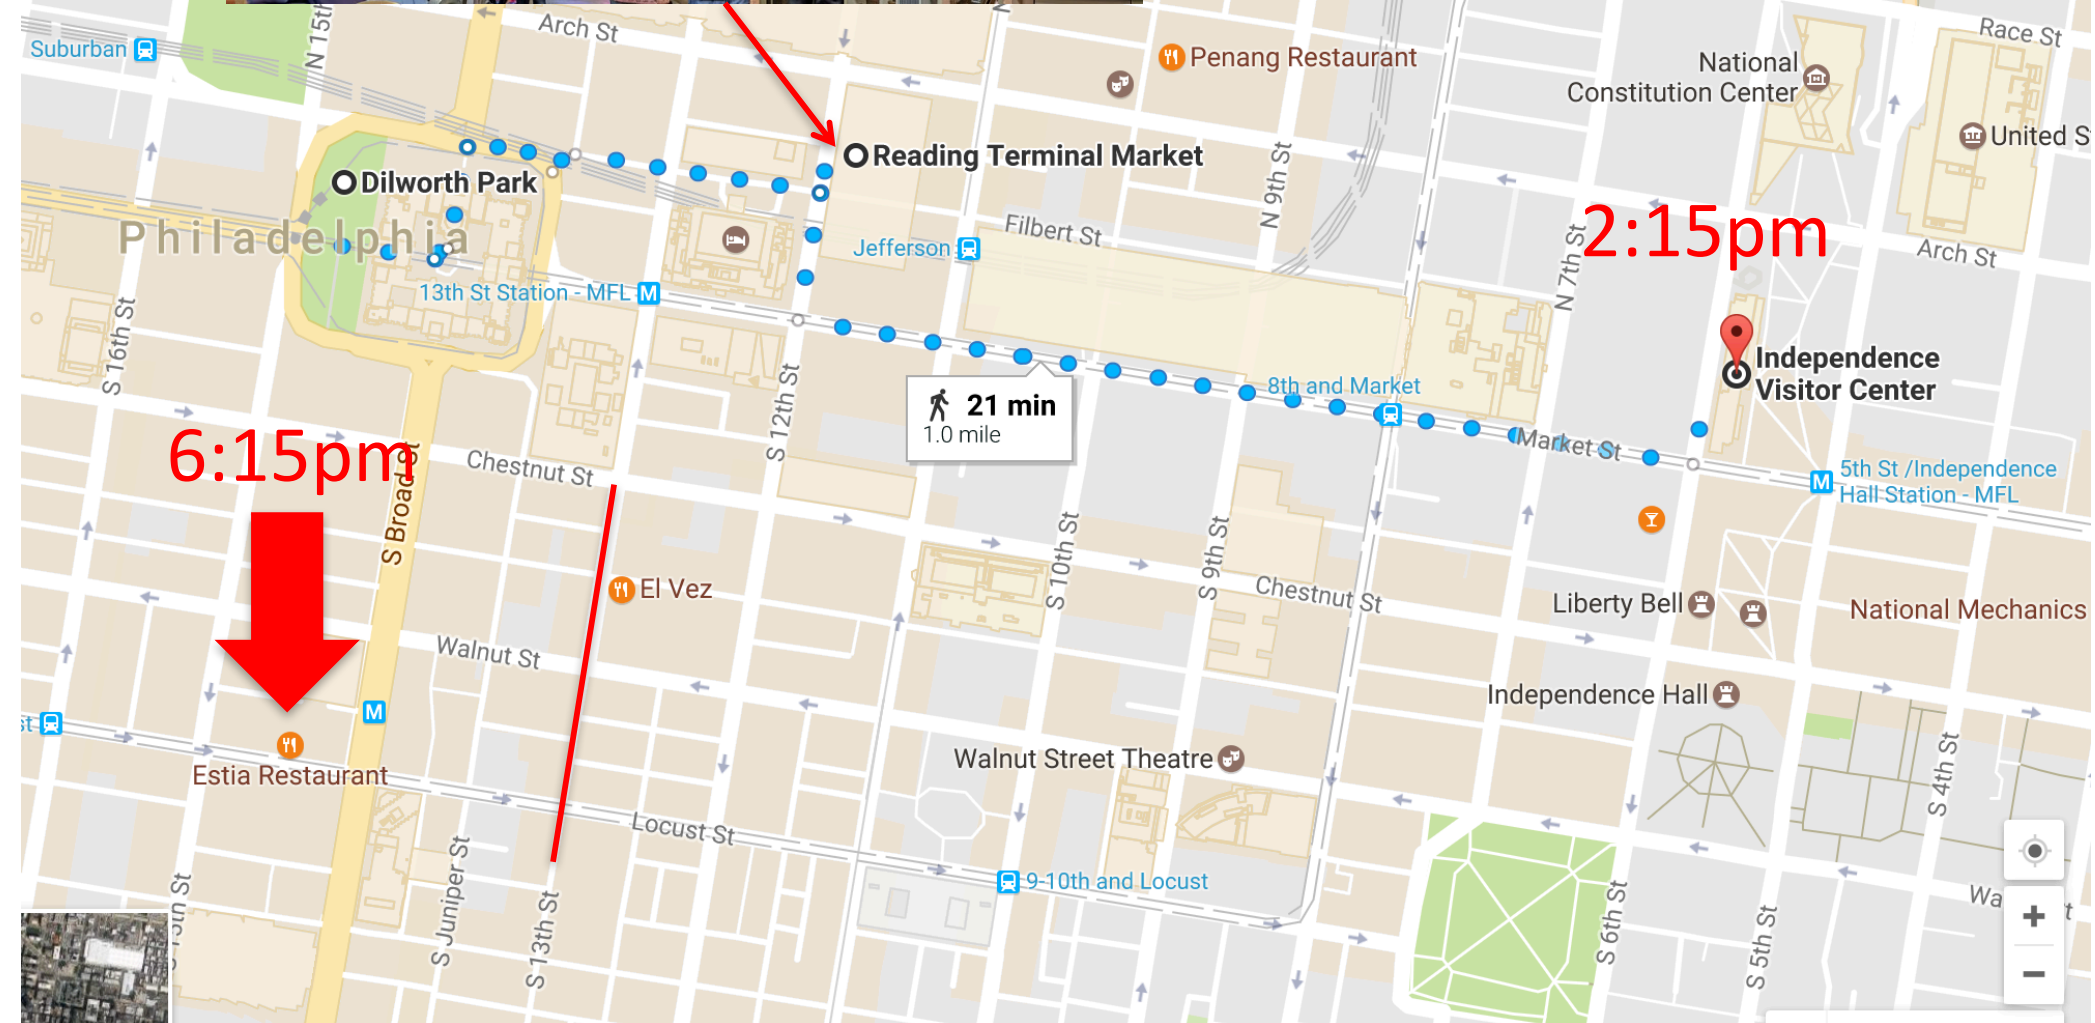 Arch St
N 15th
Race St
Suburban
Penang Restaurant
National
Constitution Center
United S
Reading Terminal Market
Dilworth Park
N 9th St
2:15pm
Philadelphia
Filbert St
Jefferson
N 7th St
Arch St
13th St Station - MFL
S 16th St
Independence
Visitor Center
8th and Market
21 min
1.0 mile
S 12th St
6:15pm
Chestnut St
Market St
5th St /Independence
Hall Station - MFL
S Broad St
S 10th St
S 9th St
El Vez
Chestnut St
Liberty Bell
National Mechanics
Walnut St
Independence Hall
st
Estia Restaurant
Walnut Street Theatre
S 4th St
Locust St
9-10th and Locust
S Juniper St
S 13th St
S 15th St
S 6th St
S 5th St
Wa